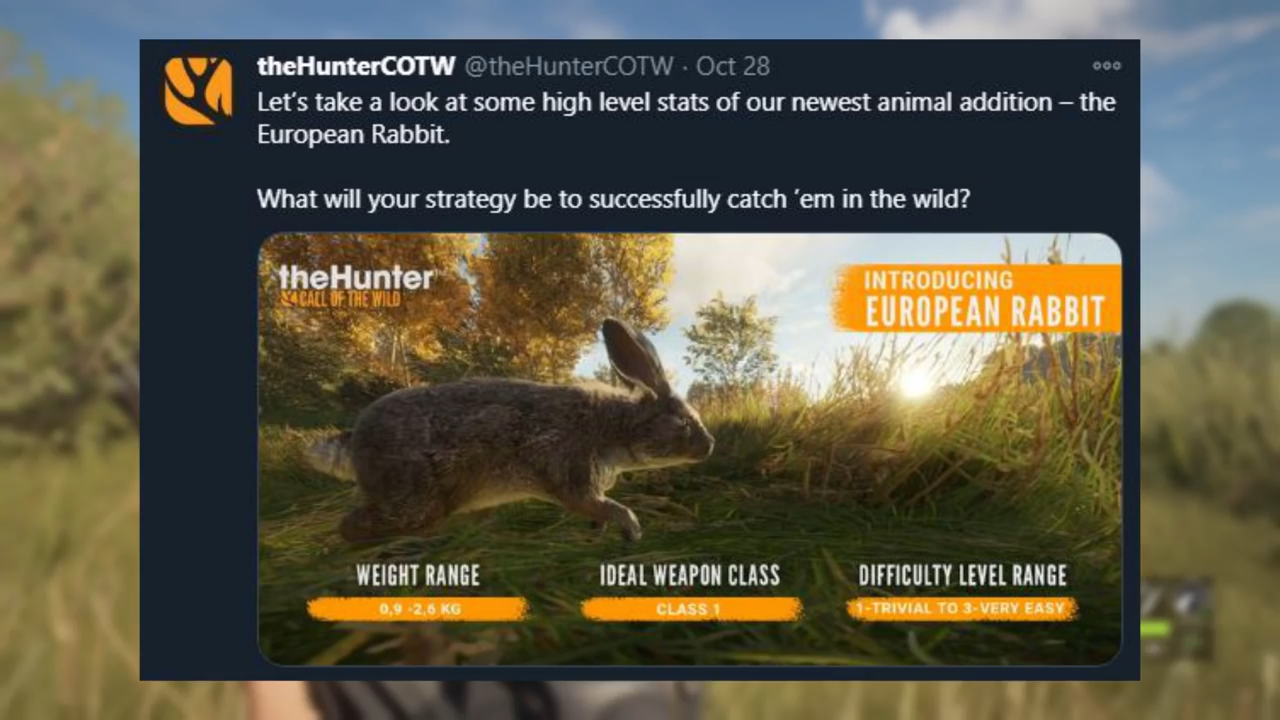 theHunterCOTW @theHunterCOTW · Oct 28
Let's take a look at some high level stats of our newest animal addition – the
European Rabbit.
What will your strategy be to successfully catch 'em in the wild?
theHunter
CALL OF THE WILD
INTRODUCING
EUROPEAN RABBIT
WEIGHT RANGE
0,9 -2,6 KG
IDEAL WEAPON CLASS
CLASS 1
DIFFICULTY LEVEL RANGE
1-TRIVIAL TO 3-VERY EASY